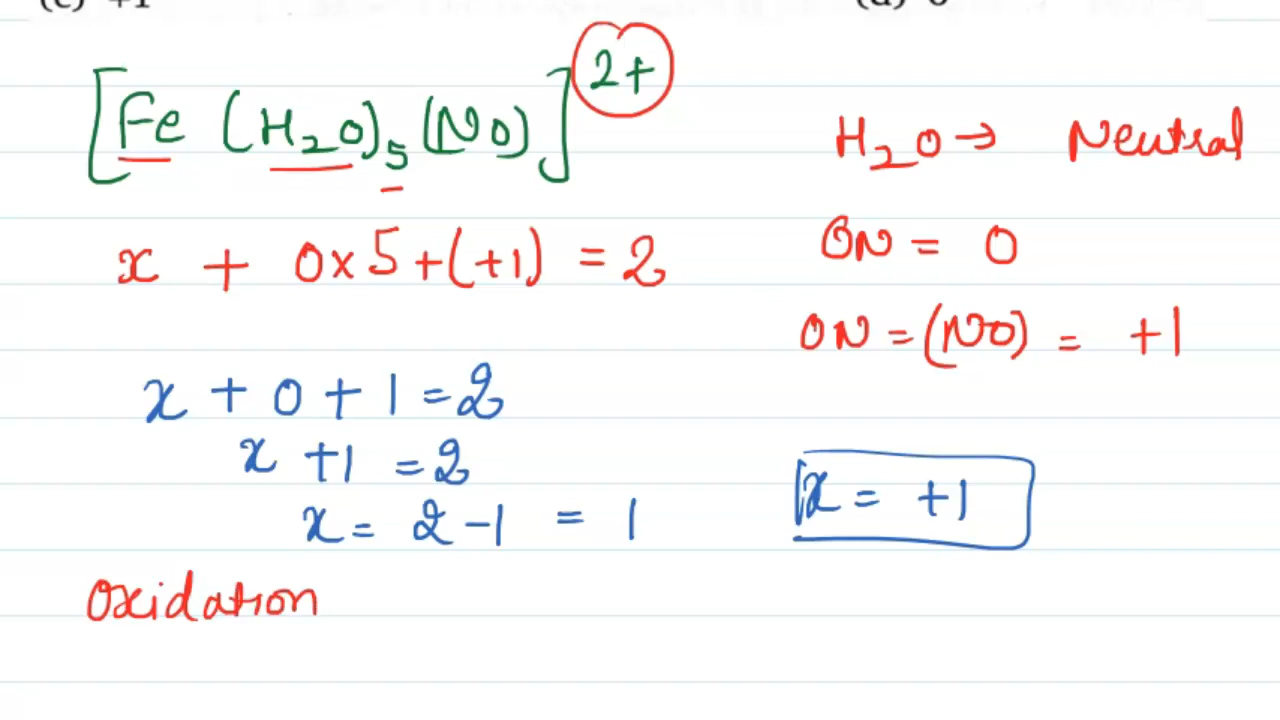 (c) +1
[Fe (H₂O)₅ (NO)]²⁺
H₂O → Neutral
x + 0×5+(+1) = 2
ON = 0
ON = (NO) = +1
x + 0 + 1 = 2
x +1 = 2
x = +1
x = 2 -1 = 1
Oxidation